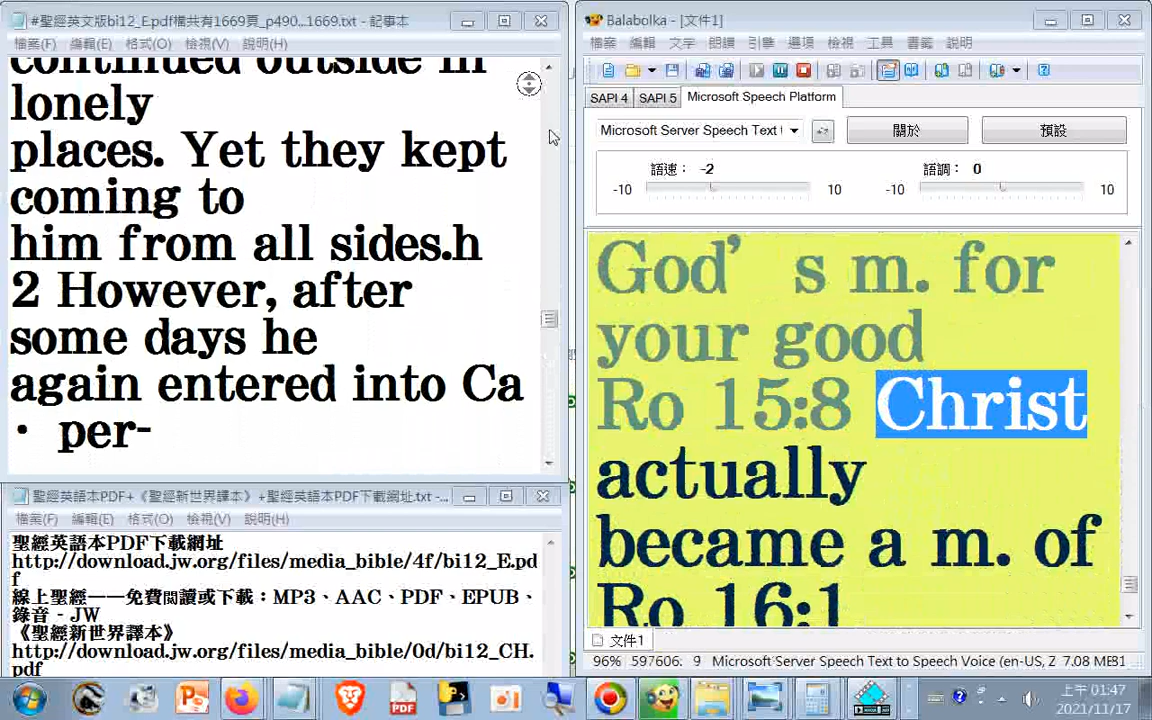 #聖經英文版bi12_E.pdf橫共有1669頁_p490...1669.txt - 記事本
檔案(F) 編輯(E) 格式(O) 檢視(V) 說明(H)
continued outside in
lonely
places. Yet they kept
coming to
him from all sides.h
2 However, after
some days he
again entered into Ca
· per-
聖經英語本PDF+《聖經新世界譯本》+聖經英語本PDF下載網址.txt -...
檔案(F) 編輯(E) 格式(O) 檢視(V) 說明(H)
聖經英語本PDF下載網址
http://download.jw.org/files/media_bible/4f/bi12_E.pd
f
線上聖經——免費閱讀或下載：MP3、AAC、PDF、EPUB、
錄音 - JW
《聖經新世界譯本》
http://download.jw.org/files/media_bible/0d/bi12_CH.
pdf
Balabolka - [文件1]
檔案 編輯 文字 朗讀 引擎 選項 檢視 工具 書籤 說明
SAPI 4 SAPI 5 Microsoft Speech Platform
Microsoft Server Speech Text 關於 預設
語速： -2 語調： 0
-10 10 -10 10
God’s m. for
your good
Ro 15:8 Christ
actually
became a m. of
Ro 16:1
文件1
96% 597606: 9 Microsoft Server Speech Text to Speech Voice (en-US, Z 7.08 MB
上午 01:47
2021/11/17